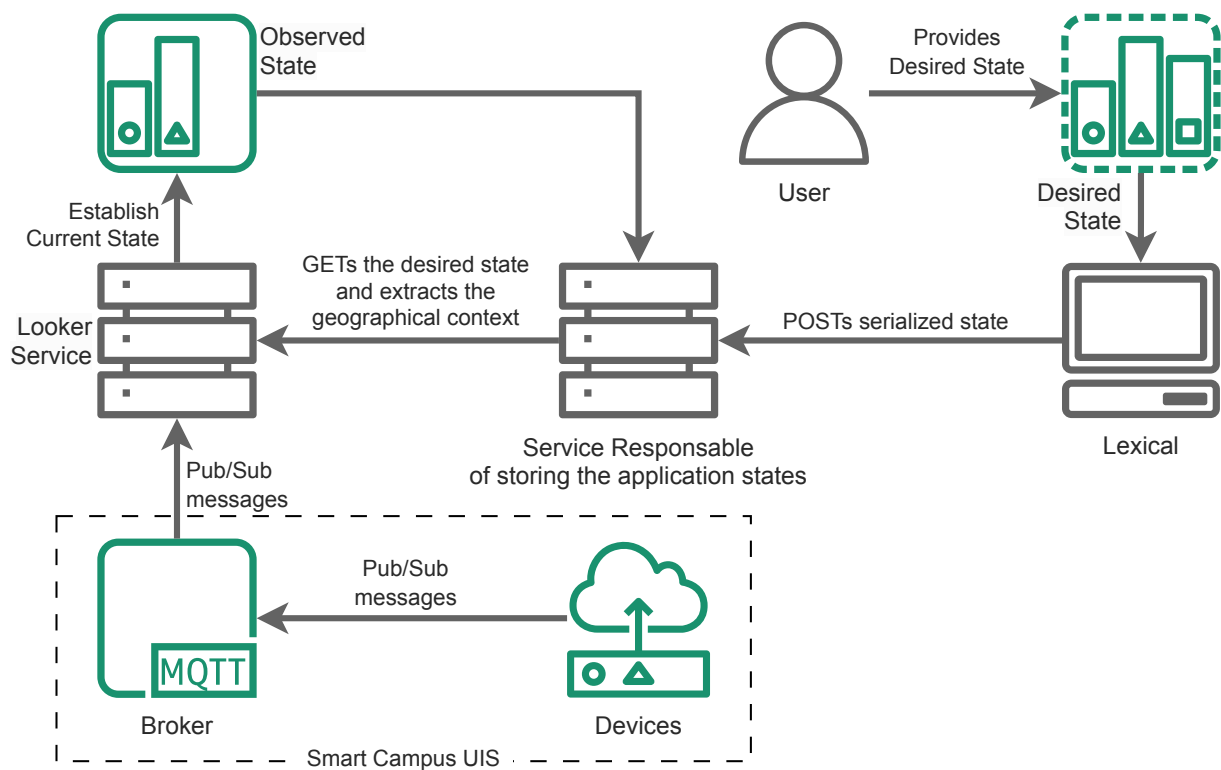 Observed
State
Provides
Desired State
User
Desired
State
Establish
Current State
GETs the desired state
and extracts the
geographical context
POSTs serialized state
Looker
Service
Service Responsable
of storing the application states
Lexical
Pub/Sub
messages
Pub/Sub
messages
MQTT
Broker
Devices
Smart Campus UIS